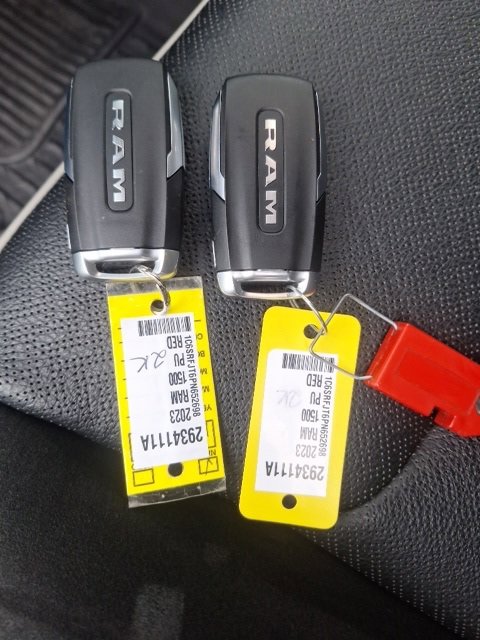 RAM
RAM
1C6SRFJT6PN652698
RED
PU
1500
RAM
2023
29341111A
2K
1C6SRFJT6PN652698
RED
PU
1500
RAM
2023
29341111A
2K